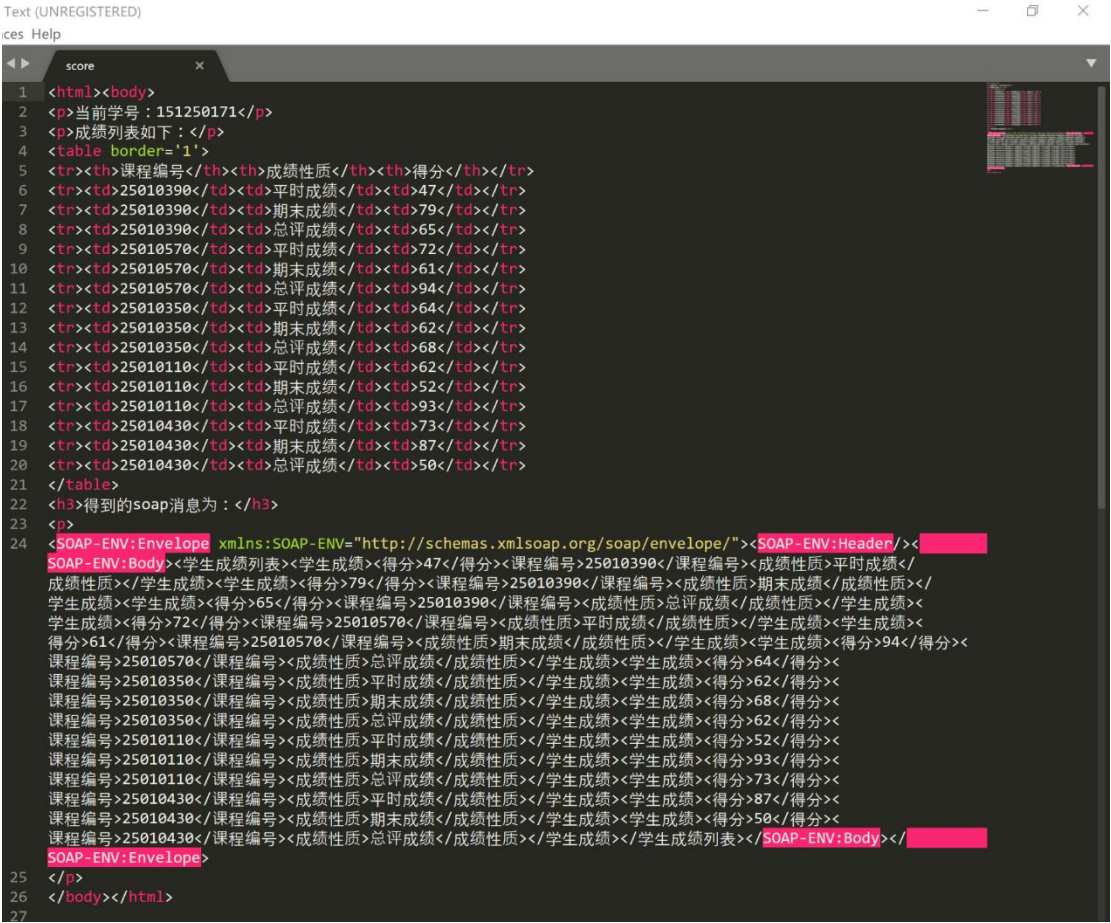 Text (UNREGISTERED)
ces Help
score ×
1 <html><body>
2 <p>当前学号：151250171</p>
3 <p>成绩列表如下：</p>
4 <table border='1'>
5 <tr><th>课程编号</th><th>成绩性质</th><th>得分</th></tr>
6 <tr><td>25010390</td><td>平时成绩</td><td>47</td></tr>
7 <tr><td>25010390</td><td>期末成绩</td><td>79</td></tr>
8 <tr><td>25010390</td><td>总评成绩</td><td>65</td></tr>
9 <tr><td>25010570</td><td>平时成绩</td><td>72</td></tr>
10 <tr><td>25010570</td><td>期末成绩</td><td>61</td></tr>
11 <tr><td>25010570</td><td>总评成绩</td><td>94</td></tr>
12 <tr><td>25010350</td><td>平时成绩</td><td>64</td></tr>
13 <tr><td>25010350</td><td>期末成绩</td><td>62</td></tr>
14 <tr><td>25010350</td><td>总评成绩</td><td>68</td></tr>
15 <tr><td>25010110</td><td>平时成绩</td><td>62</td></tr>
16 <tr><td>25010110</td><td>期末成绩</td><td>52</td></tr>
17 <tr><td>25010110</td><td>总评成绩</td><td>93</td></tr>
18 <tr><td>25010430</td><td>平时成绩</td><td>73</td></tr>
19 <tr><td>25010430</td><td>期末成绩</td><td>87</td></tr>
20 <tr><td>25010430</td><td>总评成绩</td><td>50</td></tr>
21 </table>
22 <h3>得到的soap消息为：</h3>
23 <p>
24 <SOAP-ENV:Envelope xmlns:SOAP-ENV="http://schemas.xmlsoap.org/soap/envelope/"><SOAP-ENV:Header/><
SOAP-ENV:Body><学生成绩列表><学生成绩><得分>47</得分><课程编号>25010390</课程编号><成绩性质>平时成绩</
成绩性质></学生成绩><学生成绩><得分>79</得分><课程编号>25010390</课程编号><成绩性质>期末成绩</成绩性质></
学生成绩><学生成绩><得分>65</得分><课程编号>25010390</课程编号><成绩性质>总评成绩</成绩性质></学生成绩><
学生成绩><得分>72</得分><课程编号>25010570</课程编号><成绩性质>平时成绩</成绩性质></学生成绩><学生成绩><
得分>61</得分><课程编号>25010570</课程编号><成绩性质>期末成绩</成绩性质></学生成绩><学生成绩><得分>94</得分><
课程编号>25010570</课程编号><成绩性质>总评成绩</成绩性质></学生成绩><学生成绩><得分>64</得分><
课程编号>25010350</课程编号><成绩性质>平时成绩</成绩性质></学生成绩><学生成绩><得分>62</得分><
课程编号>25010350</课程编号><成绩性质>期末成绩</成绩性质></学生成绩><学生成绩><得分>68</得分><
课程编号>25010350</课程编号><成绩性质>总评成绩</成绩性质></学生成绩><学生成绩><得分>62</得分><
课程编号>25010110</课程编号><成绩性质>平时成绩</成绩性质></学生成绩><学生成绩><得分>52</得分><
课程编号>25010110</课程编号><成绩性质>期末成绩</成绩性质></学生成绩><学生成绩><得分>93</得分><
课程编号>25010110</课程编号><成绩性质>总评成绩</成绩性质></学生成绩><学生成绩><得分>73</得分><
课程编号>25010430</课程编号><成绩性质>平时成绩</成绩性质></学生成绩><学生成绩><得分>87</得分><
课程编号>25010430</课程编号><成绩性质>期末成绩</成绩性质></学生成绩><学生成绩><得分>50</得分><
课程编号>25010430</课程编号><成绩性质>总评成绩</成绩性质></学生成绩></学生成绩列表></SOAP-ENV:Body></
SOAP-ENV:Envelope>
25 </p>
26 </body></html>
27